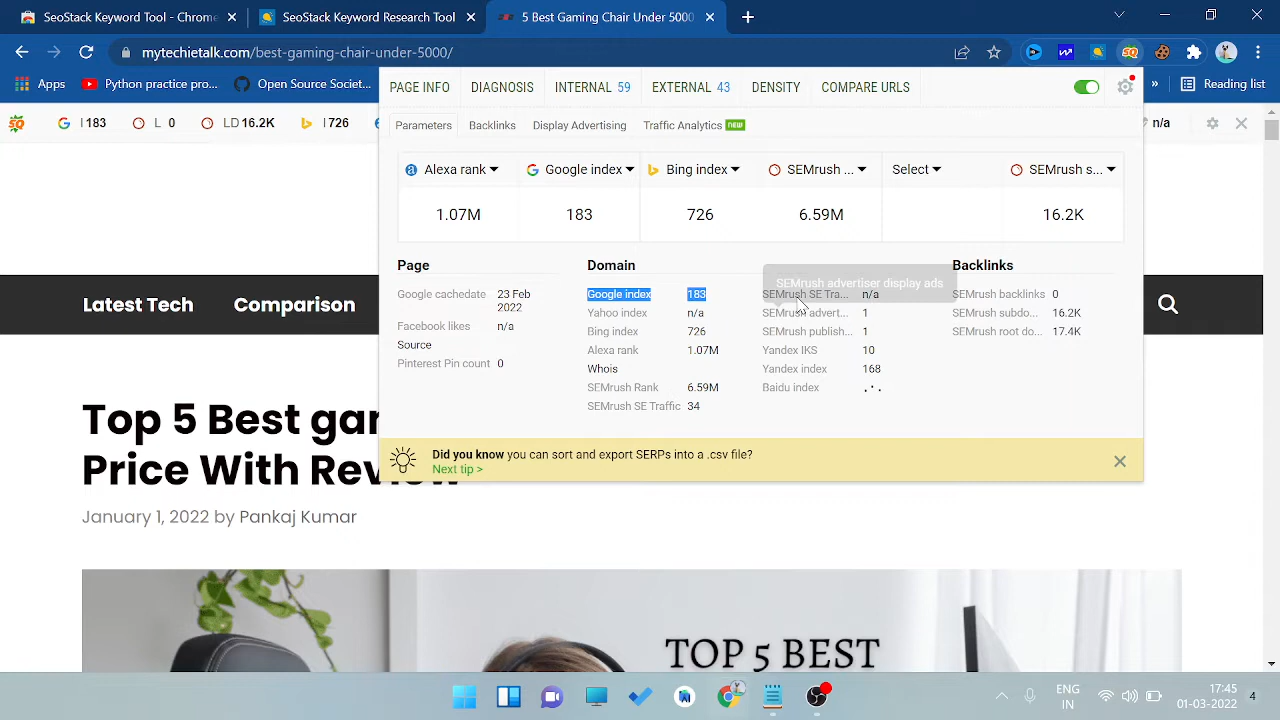 SeoStack Keyword Tool - Chrom
SeoStack Keyword Research Tool
5 Best Gaming Chair Under 5000
mytechietalk.com/best-gaming-chair-under-5000/
Apps
Python practice pro...
Open Source Societ...
Reading list
I 183
L 0
LD 16.2K
I 726
n/a
PAGE INFO
DIAGNOSIS
INTERNAL 59
EXTERNAL 43
DENSITY
COMPARE URLS
Parameters
Backlinks
Display Advertising
Traffic Analytics NEW
Alexa rank
Google index
Bing index
SEMrush ...
Select
SEMrush s...
1.07M
183
726
6.59M
16.2K
Page
Google cachedate 23 Feb
2022
Facebook likes n/a
Source
Pinterest Pin count 0
Domain
Google index 183
Yahoo index n/a
Bing index 726
Alexa rank 1.07M
Whois
SEMrush Rank 6.59M
SEMrush SE Traffic 34
SEMrush advertiser display ads
SEMrush SE Tra... n/a
SEMrush advert... 1
SEMrush publish... 1
Yandex IKS 10
Yandex index 168
Baidu index
Backlinks
SEMrush backlinks 0
SEMrush subdo... 16.2K
SEMrush root do... 17.4K
Did you know you can sort and export SERPs into a .csv file?
Next tip >
Latest Tech
Comparison
Top 5 Best gam
Price With Review
January 1, 2022 by Pankaj Kumar
TOP 5 BEST
ENG
IN
17:45
01-03-2022
4